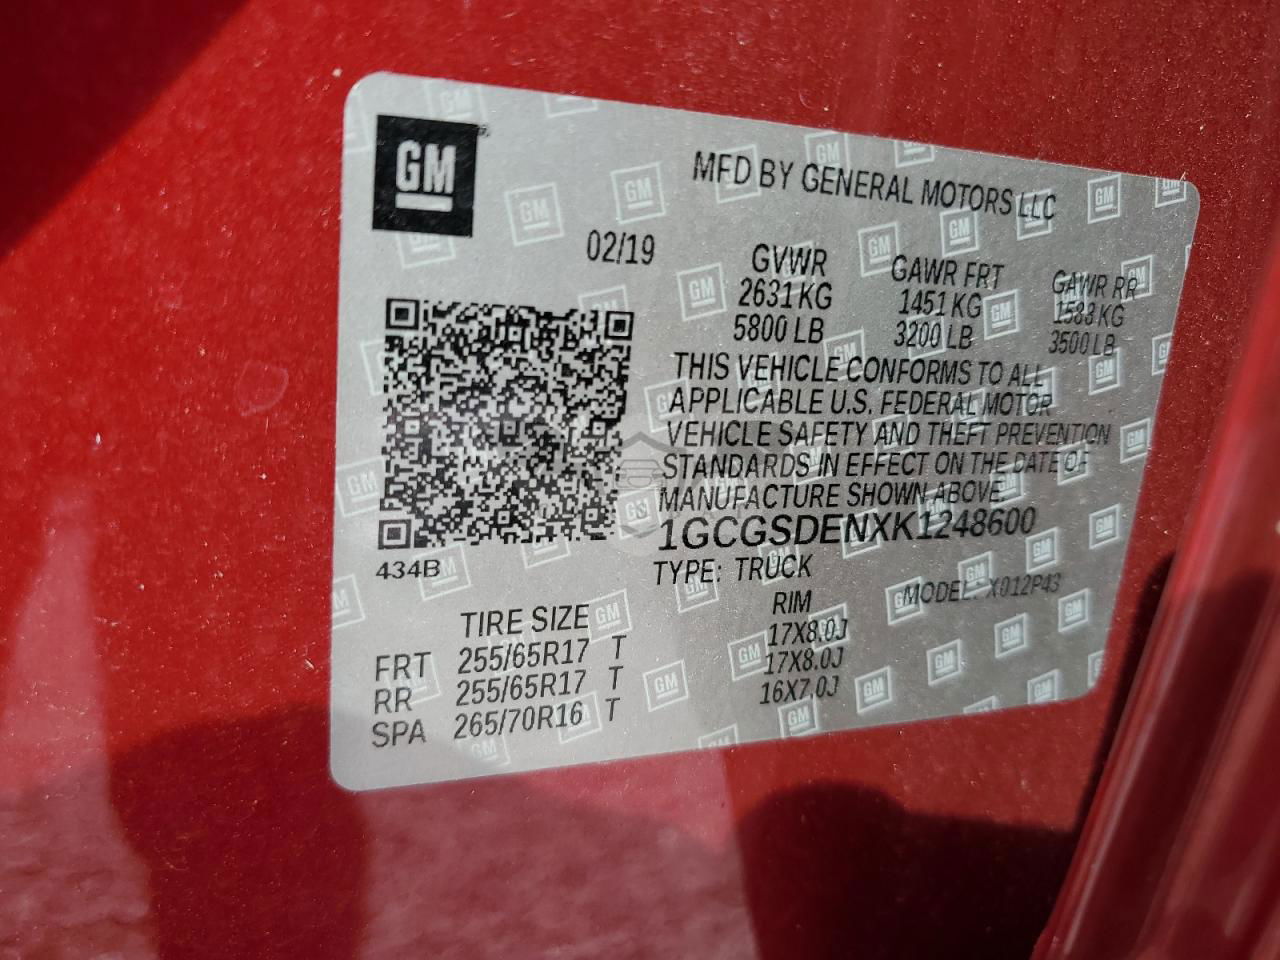 GM
MFD BY GENERAL MOTORS LLC
02/19
GVWR GAWR FRT GAWR RR
2631 KG 1451 KG 1583 KG
5800 LB 3200 LB 3500 LB
THIS VEHICLE CONFORMS TO ALL
APPLICABLE U.S. FEDERAL MOTOR
VEHICLE SAFETY AND THEFT PREVENTION
STANDARDS IN EFFECT ON THE DATE OF
MANUFACTURE SHOWN ABOVE.
1GCGSDENXK1248600
434B
TYPE: TRUCK
MODEL: X012P43
TIRE SIZE RIM
FRT 255/65R17 T 17X8.0J
RR 255/65R17 T 17X8.0J
SPA 265/70R16 T 16X7.0J